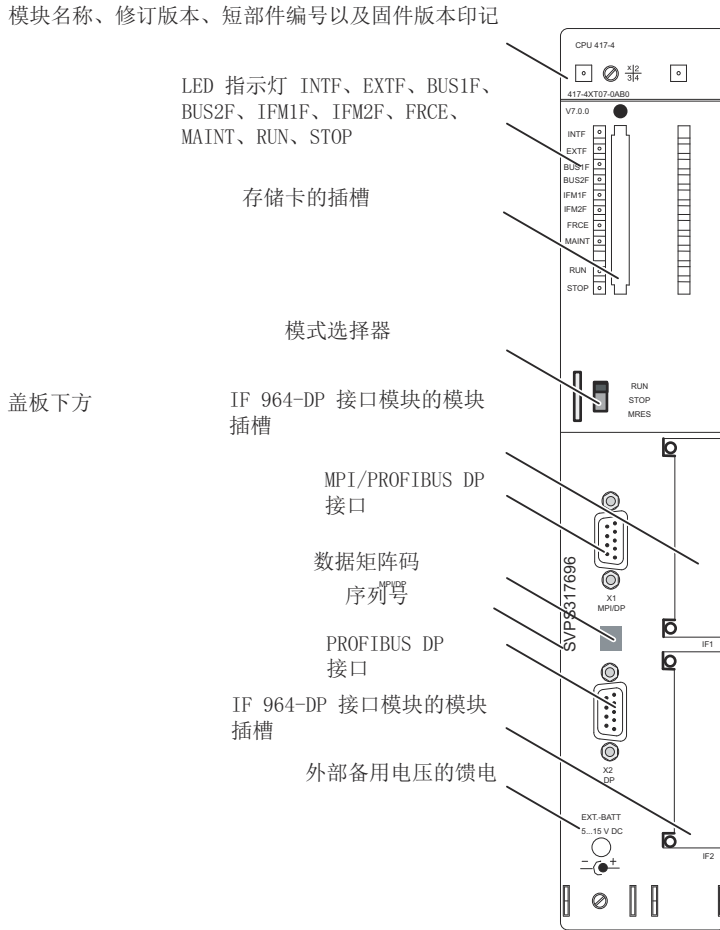 模块名称、修订版本、短部件编号以及固件版本印记
CPU 417-4
X 2
3 4
417-4XT07-0AB0
V7.0.0
LED 指示灯 INTF、EXTF、BUS1F、
BUS2F、IFM1F、IFM2F、FRCE、
MAINT、RUN、STOP
INTF
EXTF
BUS1F
BUS2F
IFM1F
IFM2F
FRCE
MAINT
RUN
STOP
存储卡的插槽
模式选择器
RUN
STOP
MRES
盖板下方
IF 964-DP 接口模块的模块
插槽
MPI/PROFIBUS DP
接口
数据矩阵码
MPI/DP
序列号
SVPS317696
X1
MPI/DP
IF1
PROFIBUS DP
接口
IF 964-DP 接口模块的模块
插槽
X2
DP
外部备用电压的馈电
EXT.-BATT
5...15 V DC
IF2
− +